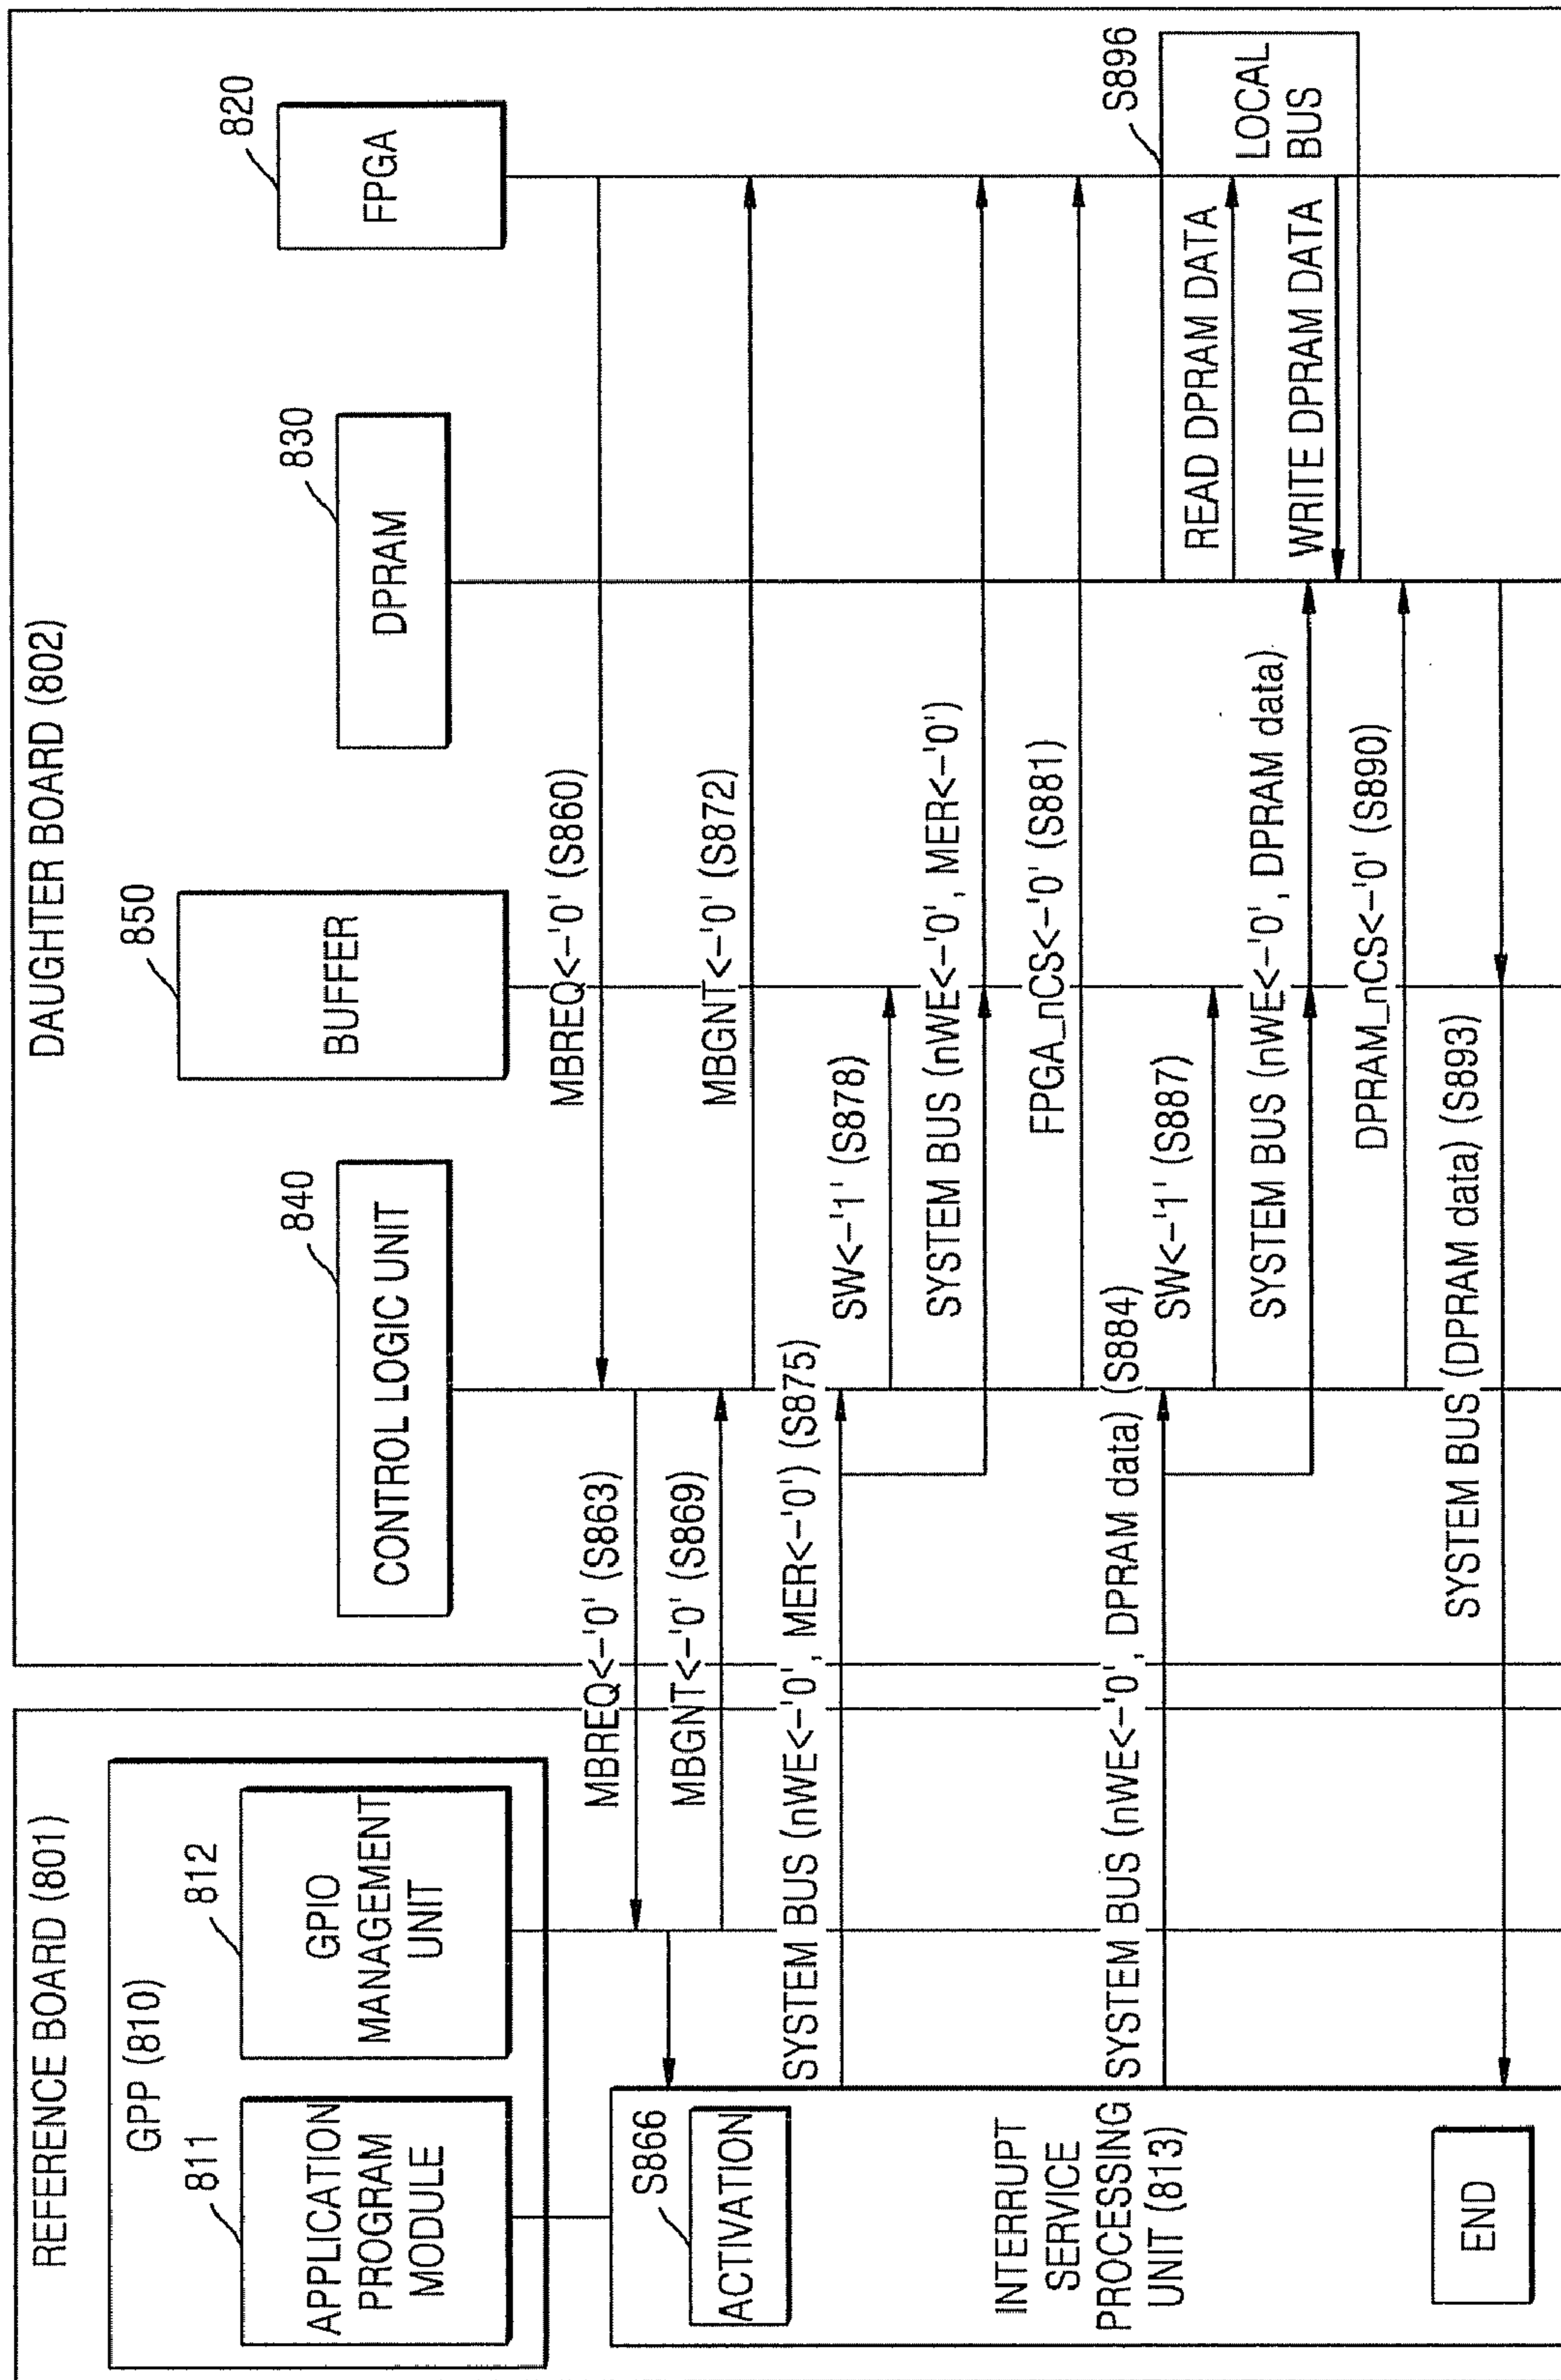 REFERENCE BOARD (801)
GPP (810)
811
APPLICATION
PROGRAM
MODULE
812
GPIO
MANAGEMENT
UNIT
DAUGHTER BOARD (802)
840
CONTROL LOGIC UNIT
850
BUFFER
830
DPRAM
820
FPGA
MBREQ<-'0' (S860)
MBREQ<-'0' (S863)
S866
ACTIVATION
MBGNT<-'0' (S869)
MBGNT<-'0' (S872)
SYSTEM BUS (nWE<-'0', MER<-'0') (S875)
SW<-'1' (S878)
SYSTEM BUS (nWE<-'0', MER<-'0')
FPGA_nCS<-'0' (S881)
INTERRUPT
SERVICE
PROCESSING
UNIT (813)
SYSTEM BUS (nWE<-'0', DPRAM data) (S884)
SW<-'1' (S887)
SYSTEM BUS (nWE<-'0', DPRAM data)
DPRAM_nCS<-'0' (S890)
S896
READ DPRAM DATA
WRITE DPRAM DATA
LOCAL
BUS
SYSTEM BUS (DPRAM data) (S893)
END